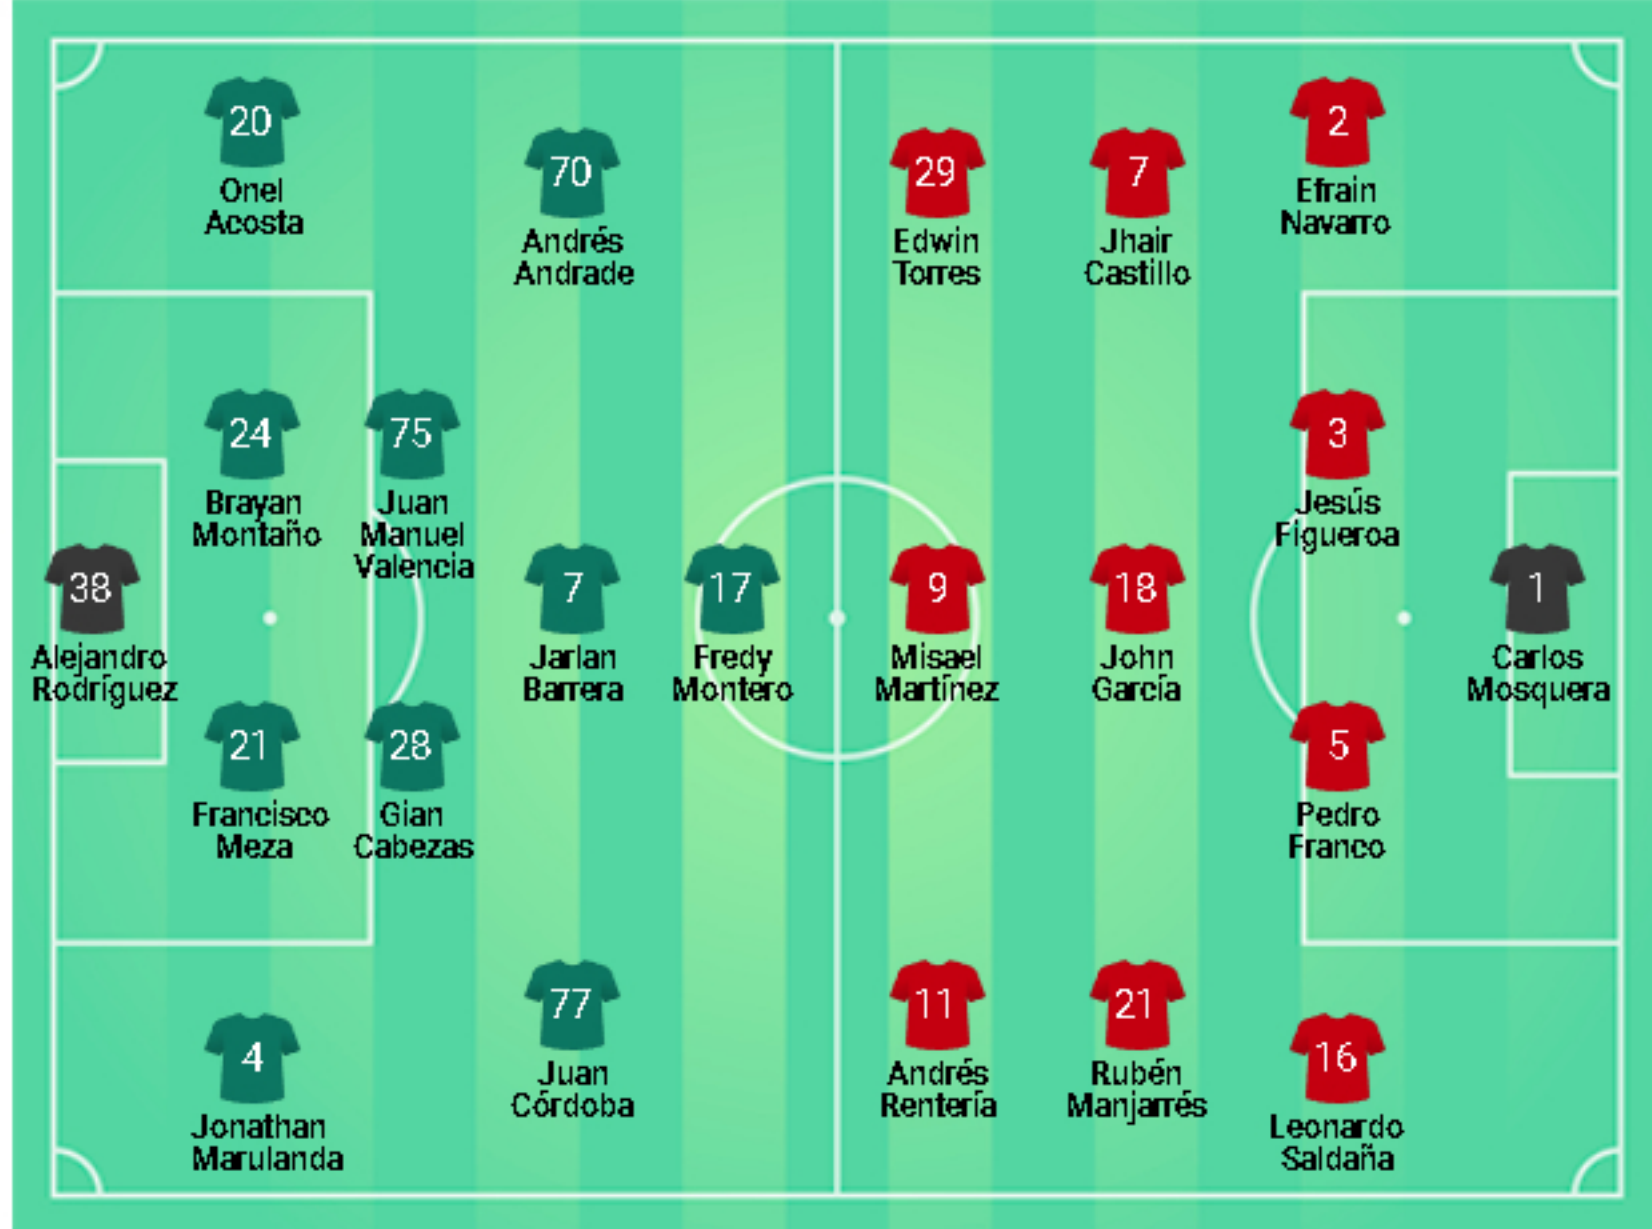 20
Onel
Acosta
70
Andrés
Andrade
29
Edwin
Torres
7
Jhair
Castillo
2
Efrain
Navarro
24
Brayan
Montaño
75
Juan
Manuel
Valencia
3
Jesús
Figueroa
38
Alejandro
Rodríguez
7
Jarlan
Barrera
17
Fredy
Montero
9
Misael
Martínez
18
John
García
1
Carlos
Mosquera
21
Francisco
Meza
28
Gian
Cabezas
5
Pedro
Franco
4
Jonathan
Marulanda
77
Juan
Córdoba
11
Andrés
Rentería
21
Rubén
Manjarrés
16
Leonardo
Saldaña